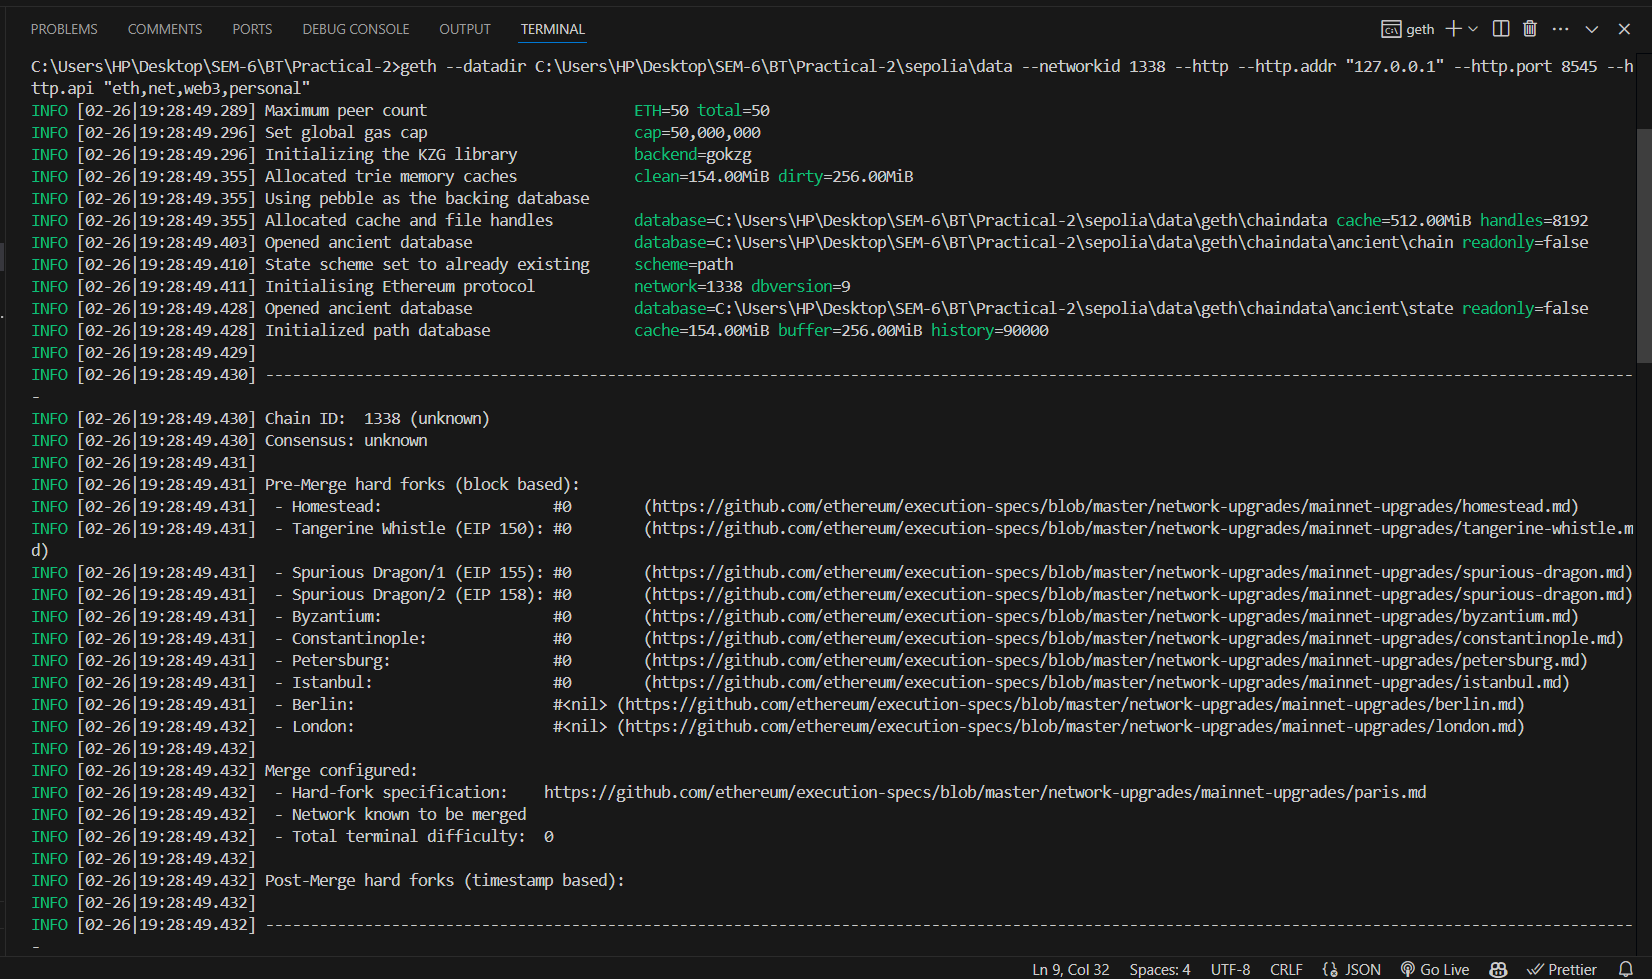 PROBLEMS COMMENTS PORTS DEBUG CONSOLE OUTPUT TERMINAL geth
C:\Users\HP\Desktop\SEM-6\BT\Practical-2>geth --datadir C:\Users\HP\Desktop\SEM-6\BT\Practical-2\sepolia\data --networkid 1338 --http --http.addr "127.0.0.1" --http.port 8545 --h
ttp.api "eth,net,web3,personal"
INFO [02-26|19:28:49.289] Maximum peer count ETH=50 total=50
INFO [02-26|19:28:49.296] Set global gas cap cap=50,000,000
INFO [02-26|19:28:49.296] Initializing the KZG library backend=gokzg
INFO [02-26|19:28:49.355] Allocated trie memory caches clean=154.00MiB dirty=256.00MiB
INFO [02-26|19:28:49.355] Using pebble as the backing database
INFO [02-26|19:28:49.355] Allocated cache and file handles database=C:\Users\HP\Desktop\SEM-6\BT\Practical-2\sepolia\data\geth\chaindata cache=512.00MiB handles=8192
INFO [02-26|19:28:49.403] Opened ancient database database=C:\Users\HP\Desktop\SEM-6\BT\Practical-2\sepolia\data\geth\chaindata\ancient\chain readonly=false
INFO [02-26|19:28:49.410] State scheme set to already existing scheme=path
INFO [02-26|19:28:49.411] Initialising Ethereum protocol network=1338 dbversion=9
INFO [02-26|19:28:49.428] Opened ancient database database=C:\Users\HP\Desktop\SEM-6\BT\Practical-2\sepolia\data\geth\chaindata\ancient\state readonly=false
INFO [02-26|19:28:49.428] Initialized path database cache=154.00MiB buffer=256.00MiB history=90000
INFO [02-26|19:28:49.429]
INFO [02-26|19:28:49.430] --------------------------------------------------------------------------------------------------------------------------------------------------------
-
INFO [02-26|19:28:49.430] Chain ID: 1338 (unknown)
INFO [02-26|19:28:49.430] Consensus: unknown
INFO [02-26|19:28:49.431]
INFO [02-26|19:28:49.431] Pre-Merge hard forks (block based):
INFO [02-26|19:28:49.431] - Homestead: #0 (https://github.com/ethereum/execution-specs/blob/master/network-upgrades/mainnet-upgrades/homestead.md)
INFO [02-26|19:28:49.431] - Tangerine Whistle (EIP 150): #0 (https://github.com/ethereum/execution-specs/blob/master/network-upgrades/mainnet-upgrades/tangerine-whistle.m
d)
INFO [02-26|19:28:49.431] - Spurious Dragon/1 (EIP 155): #0 (https://github.com/ethereum/execution-specs/blob/master/network-upgrades/mainnet-upgrades/spurious-dragon.md)
INFO [02-26|19:28:49.431] - Spurious Dragon/2 (EIP 158): #0 (https://github.com/ethereum/execution-specs/blob/master/network-upgrades/mainnet-upgrades/spurious-dragon.md)
INFO [02-26|19:28:49.431] - Byzantium: #0 (https://github.com/ethereum/execution-specs/blob/master/network-upgrades/mainnet-upgrades/byzantium.md)
INFO [02-26|19:28:49.431] - Constantinople: #0 (https://github.com/ethereum/execution-specs/blob/master/network-upgrades/mainnet-upgrades/constantinople.md)
INFO [02-26|19:28:49.431] - Petersburg: #0 (https://github.com/ethereum/execution-specs/blob/master/network-upgrades/mainnet-upgrades/petersburg.md)
INFO [02-26|19:28:49.431] - Istanbul: #0 (https://github.com/ethereum/execution-specs/blob/master/network-upgrades/mainnet-upgrades/istanbul.md)
INFO [02-26|19:28:49.431] - Berlin: #<nil> (https://github.com/ethereum/execution-specs/blob/master/network-upgrades/mainnet-upgrades/berlin.md)
INFO [02-26|19:28:49.432] - London: #<nil> (https://github.com/ethereum/execution-specs/blob/master/network-upgrades/mainnet-upgrades/london.md)
INFO [02-26|19:28:49.432]
INFO [02-26|19:28:49.432] Merge configured:
INFO [02-26|19:28:49.432] - Hard-fork specification: https://github.com/ethereum/execution-specs/blob/master/network-upgrades/mainnet-upgrades/paris.md
INFO [02-26|19:28:49.432] - Network known to be merged
INFO [02-26|19:28:49.432] - Total terminal difficulty: 0
INFO [02-26|19:28:49.432]
INFO [02-26|19:28:49.432] Post-Merge hard forks (timestamp based):
INFO [02-26|19:28:49.432]
INFO [02-26|19:28:49.432] --------------------------------------------------------------------------------------------------------------------------------------------------------
-
Ln 9, Col 32 Spaces: 4 UTF-8 CRLF {} JSON Go Live Prettier